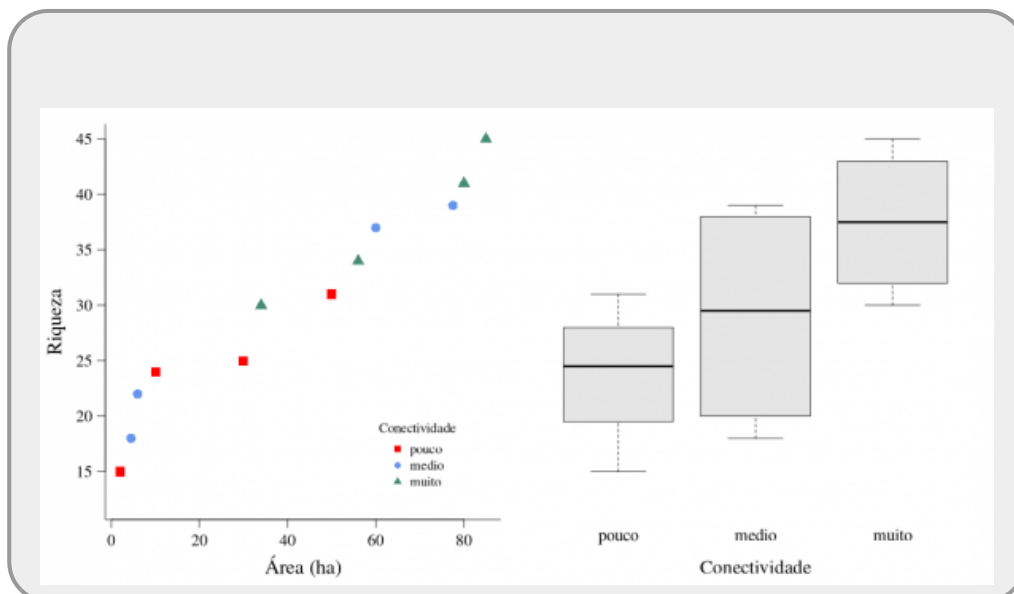 45
40
35
30
25
20
15
Riqueza
Conectividade
pouco
medio
muito
0 20 40 60 80
Área (ha)
pouco medio muito
Conectividade